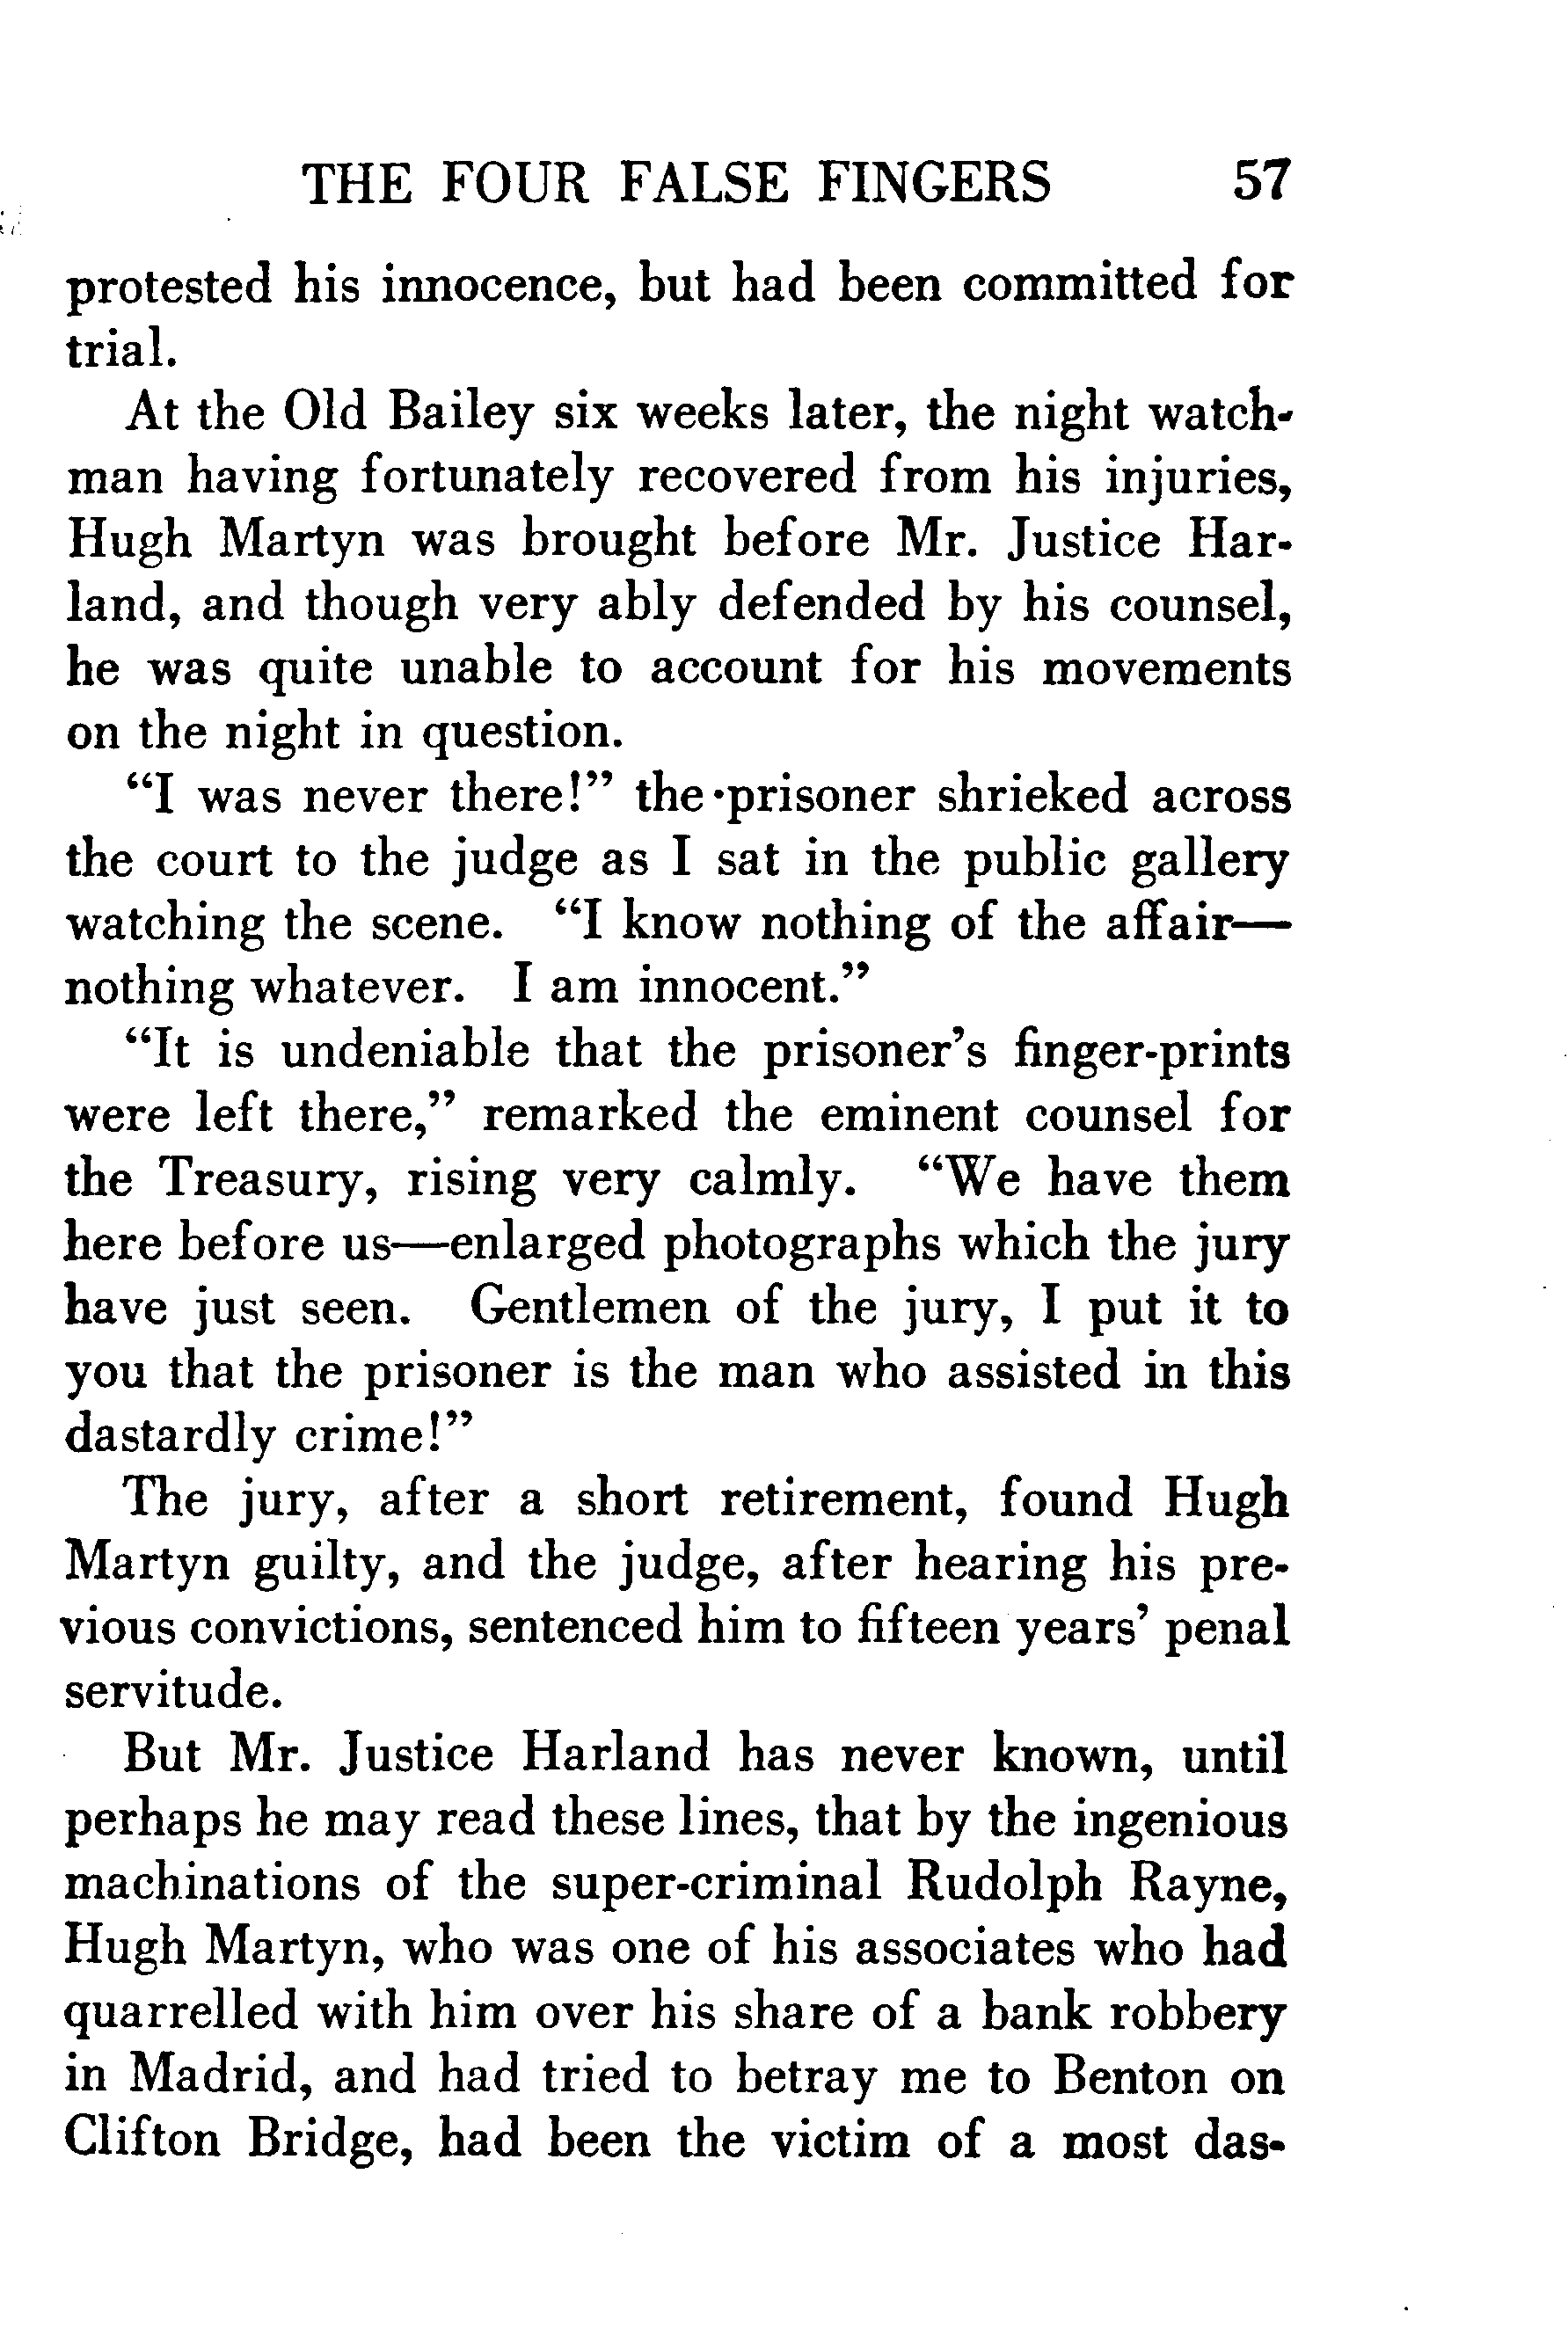 THE FOUR FALSE FINGERS 57
protested his innocence, but had been committed for
trial.
At the Old Bailey six weeks later, the night watch-
man having fortunately recovered from his injuries,
Hugh Martyn was brought before Mr. Justice Har-
land, and though very ably defended by his counsel,
he was quite unable to account for his movements
on the night in question.
“I was never there!” the prisoner shrieked across
the court to the judge as I sat in the public gallery
watching the scene. “I know nothing of the affair—
nothing whatever. I am innocent.”
“It is undeniable that the prisoner’s finger-prints
were left there,” remarked the eminent counsel for
the Treasury, rising very calmly. “We have them
here before us—enlarged photographs which the jury
have just seen. Gentlemen of the jury, I put it to
you that the prisoner is the man who assisted in this
dastardly crime!”
The jury, after a short retirement, found Hugh
Martyn guilty, and the judge, after hearing his pre-
vious convictions, sentenced him to fifteen years’ penal
servitude.
But Mr. Justice Harland has never known, until
perhaps he may read these lines, that by the ingenious
machinations of the super-criminal Rudolph Rayne,
Hugh Martyn, who was one of his associates who had
quarrelled with him over his share of a bank robbery
in Madrid, and had tried to betray me to Benton on
Clifton Bridge, had been the victim of a most das-